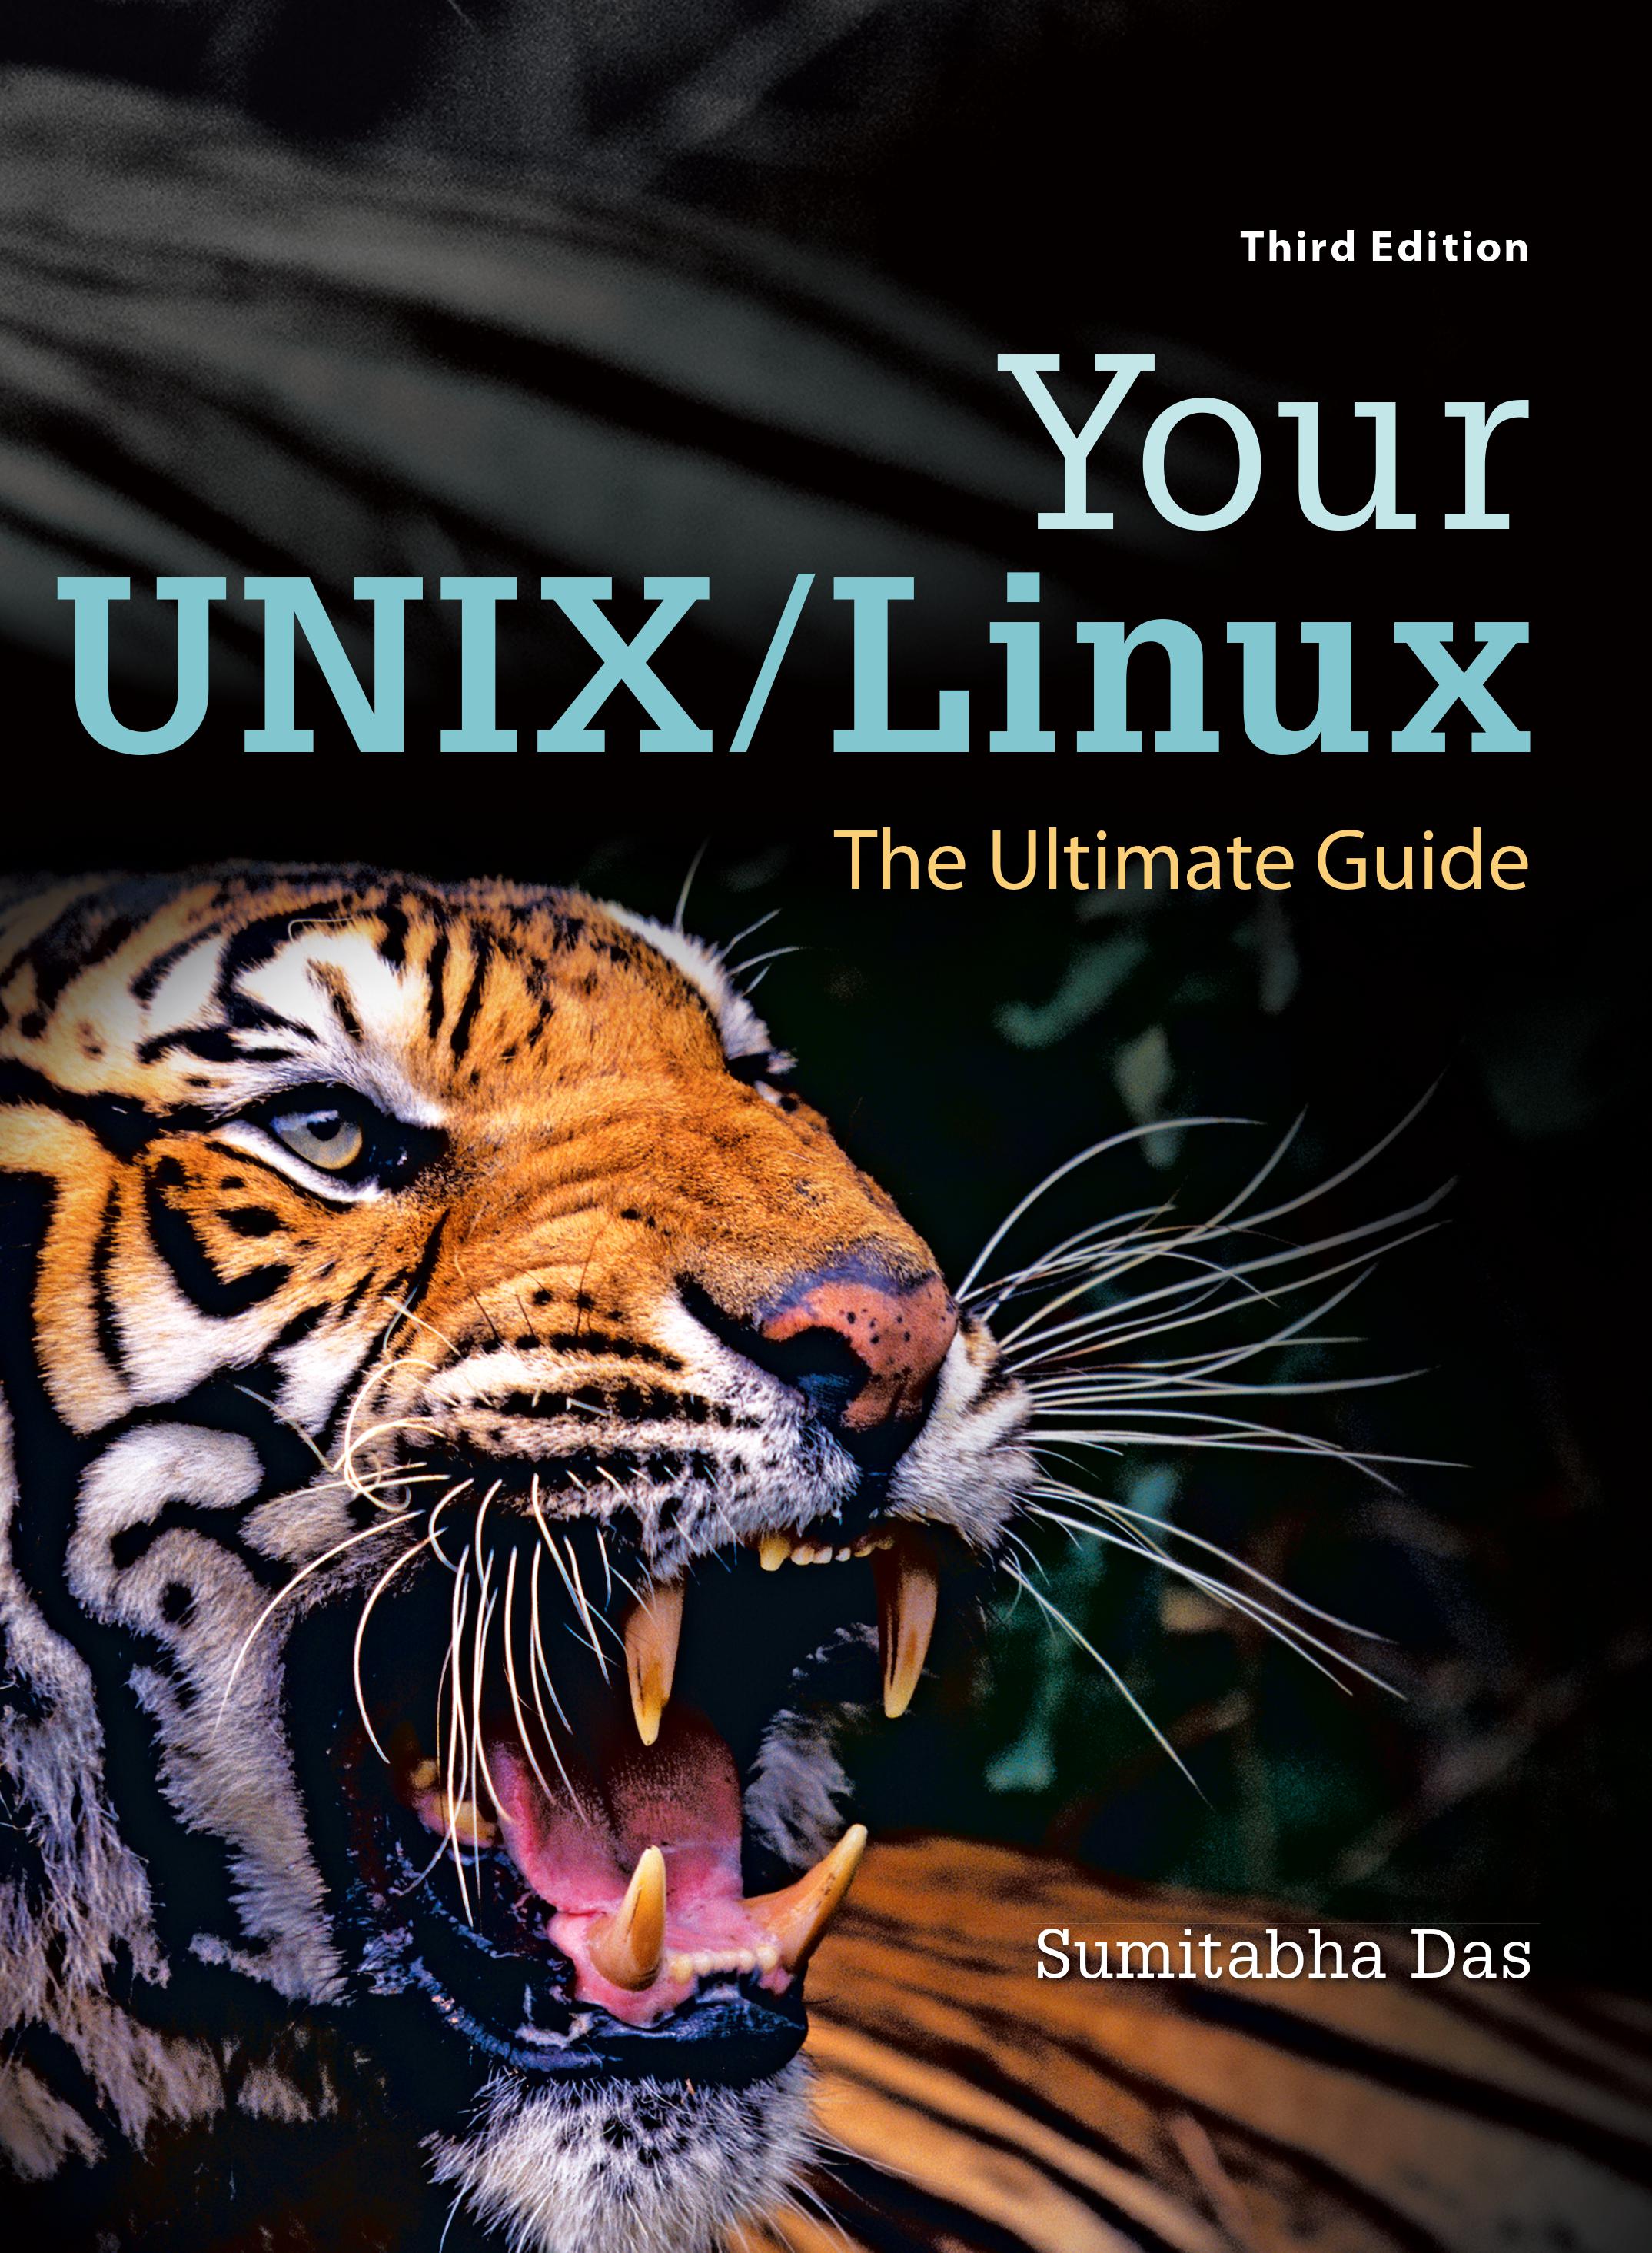 Third Edition
Your
UNIX/Linux
The Ultimate Guide
Sumitabha Das